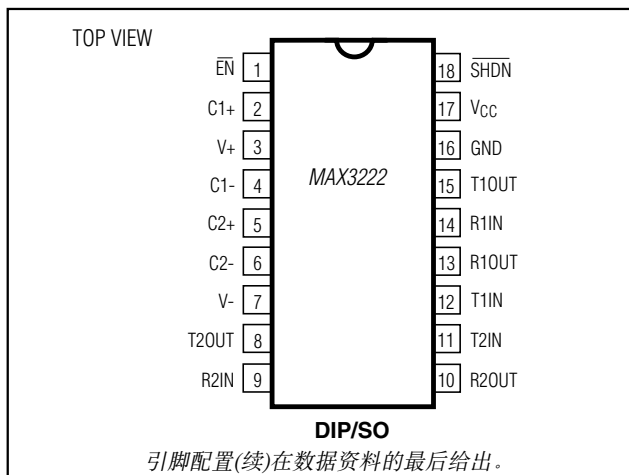 TOP VIEW
E̅N̅ 1 18 S̅H̅D̅N̅
C1+ 2 17 VCC
V+ 3 16 GND
C1- 4 MAX3222 15 T1OUT
C2+ 5 14 R1IN
C2- 6 13 R1OUT
V- 7 12 T1IN
T2OUT 8 11 T2IN
R2IN 9 10 R2OUT
DIP/SO
引脚配置(续)在数据资料的最后给出。